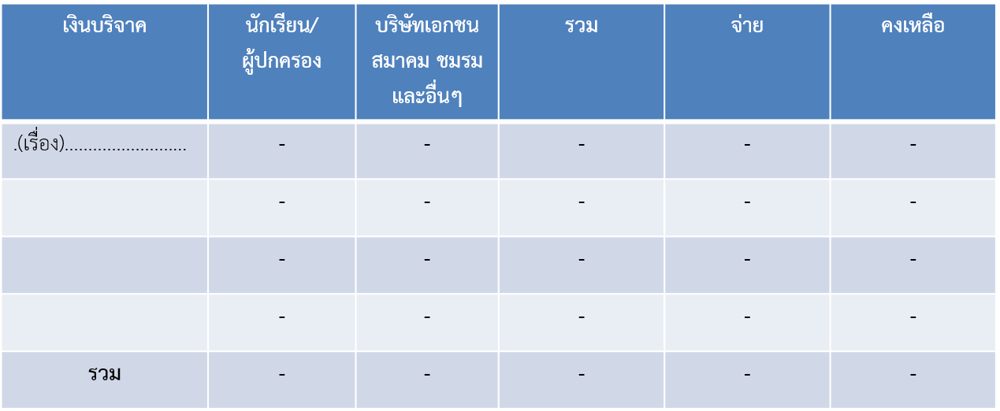 เงินบริจาค นักเรียน/ บริษัทเอกชน รวม จ่าย คงเหลือ
ผู้ปกครอง สมาคม ชมรม
และอื่นๆ
.(เรื่อง)........................... - - - - -
- - - - -
- - - - -
- - - - -
รวม - - - - -